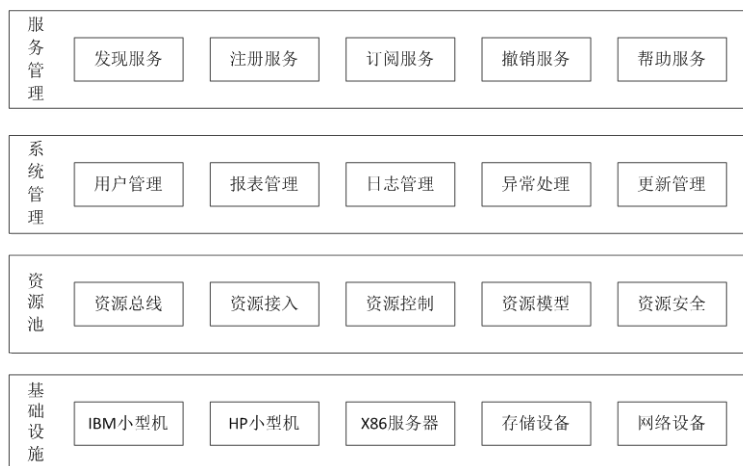 服务管理
发现服务
注册服务
订阅服务
撤销服务
帮助服务
系统管理
用户管理
报表管理
日志管理
异常处理
更新管理
资源池
资源总线
资源接入
资源控制
资源模型
资源安全
基础设施
IBM小型机
HP小型机
X86服务器
存储设备
网络设备